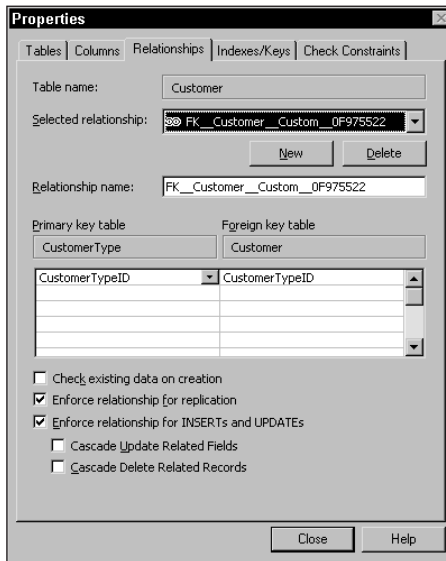 Properties
Tables Columns Relationships Indexes/Keys Check Constraints
Table name: Customer
Selected relationship: FK__Customer__Custom__0F975522
New Delete
Relationship name: FK__Customer__Custom__0F975522
Primary key table Foreign key table
CustomerType Customer
CustomerTypeID CustomerTypeID
Check existing data on creation
Enforce relationship for replication
Enforce relationship for INSERTs and UPDATEs
Cascade Update Related Fields
Cascade Delete Related Records
Close Help